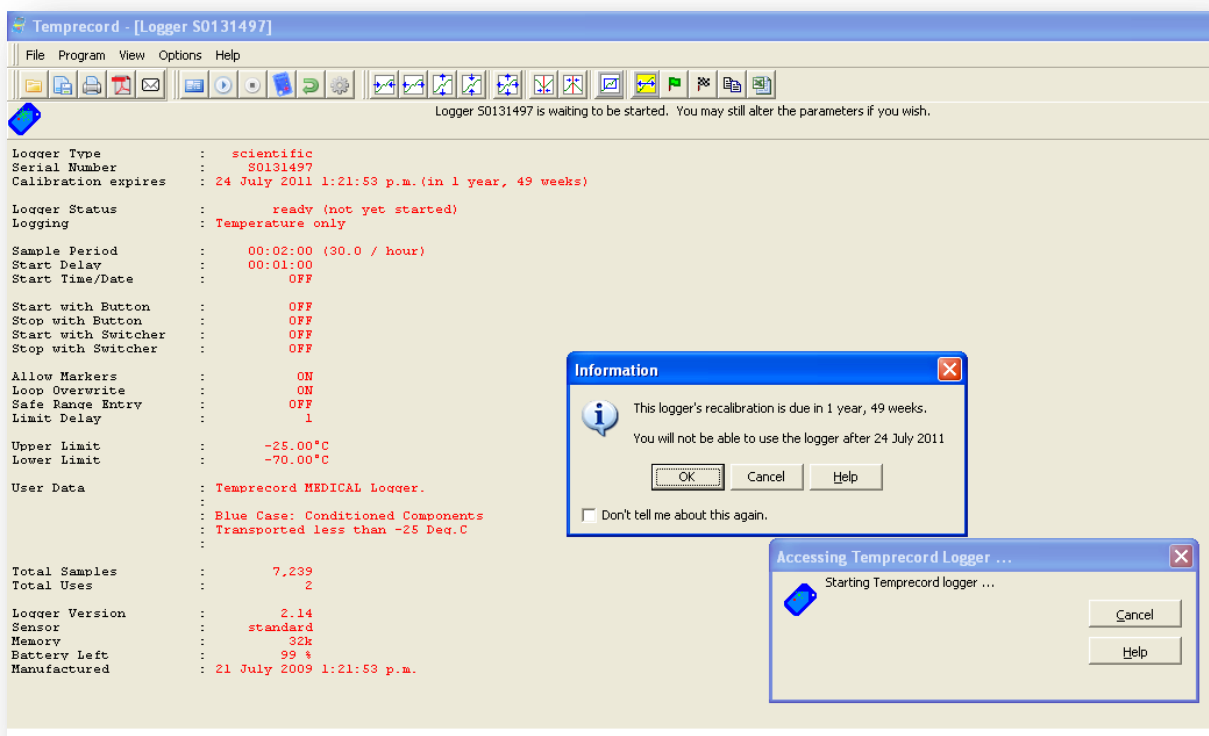 Temprecord - [Logger S0131497]
File Program View Options Help
Logger S0131497 is waiting to be started. You may still alter the parameters if you wish.
Logger Type : scientific
Serial Number : S0131497
Calibration expires : 24 July 2011 1:21:53 p.m.(in 1 year, 49 weeks)
Logger Status : ready (not yet started)
Logging : Temperature only
Sample Period : 00:02:00 (30.0 / hour)
Start Delay : 00:01:00
Start Time/Date : OFF
Start with Button : OFF
Stop with Button : OFF
Start with Switcher : OFF
Stop with Switcher : OFF
Allow Markers : ON
Loop Overwrite : ON
Safe Range Entry : OFF
Limit Delay : 1
Upper Limit : -25.00°C
Lower Limit : -70.00°C
User Data : Temprecord MEDICAL Logger.
:
: Blue Case: Conditioned Components
: Transported less than -25 Deg.C
:
Total Samples : 7,239
Total Uses : 2
Logger Version : 2.14
Sensor : standard
Memory : 32k
Battery Left : 99 %
Manufactured : 21 July 2009 1:21:53 p.m.
Information
This logger's recalibration is due in 1 year, 49 weeks.
You will not be able to use the logger after 24 July 2011
OK Cancel Help
Don't tell me about this again.
Accessing Temprecord Logger ...
Starting Temprecord logger ...
Cancel
Help